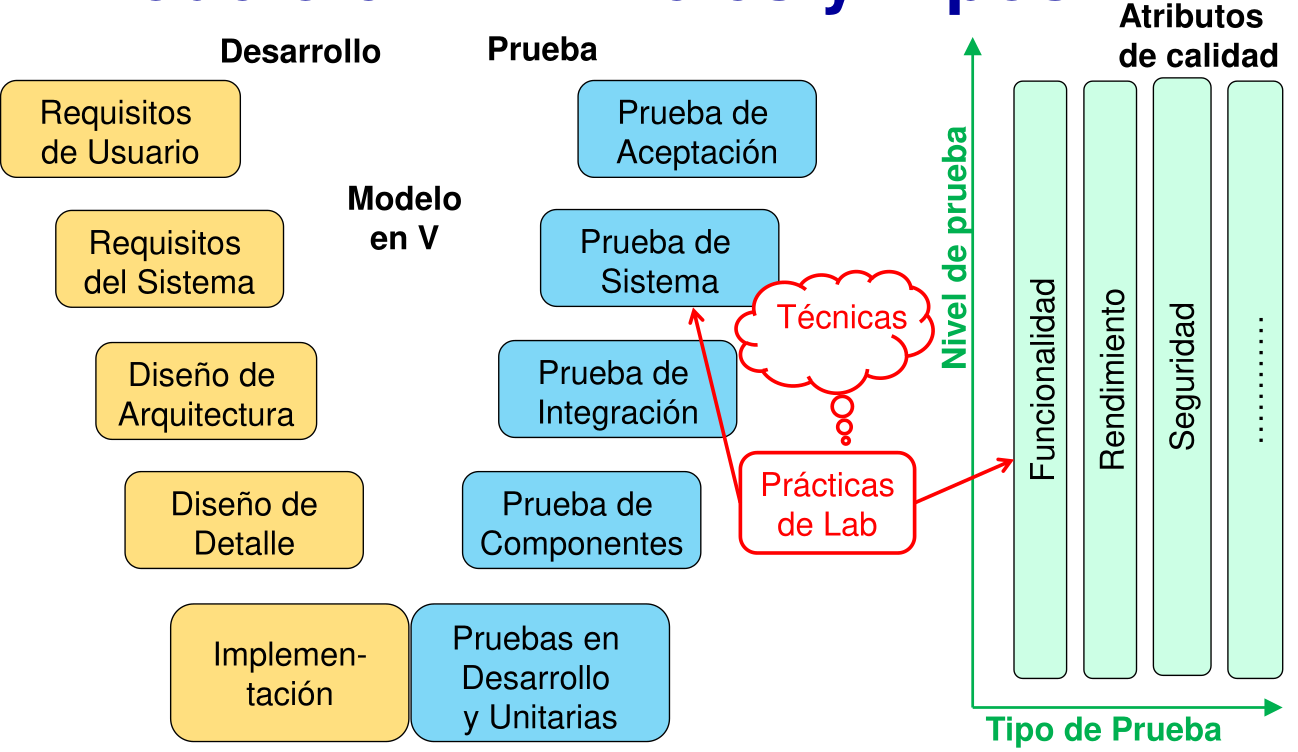 Desarrollo
Prueba
Atributos
de calidad
Requisitos
de Usuario
Prueba de
Aceptación
Modelo
en V
Requisitos
del Sistema
Prueba de
Sistema
Técnicas
Diseño de
Arquitectura
Prueba de
Integración
Diseño de
Detalle
Prueba de
Componentes
Prácticas
de Lab
Implemen-
tación
Pruebas en
Desarrollo
y Unitarias
Nivel de prueba
Funcionalidad
Rendimiento
Seguridad
...........
Tipo de Prueba